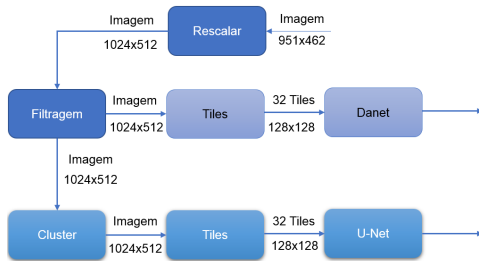 Imagem
1024x512
Rescalar
Imagem
951x462
Filtragem
Imagem
1024x512
Tiles
32 Tiles
128x128
Danet
Imagem
1024x512
Cluster
Imagem
1024x512
Tiles
32 Tiles
128x128
U-Net